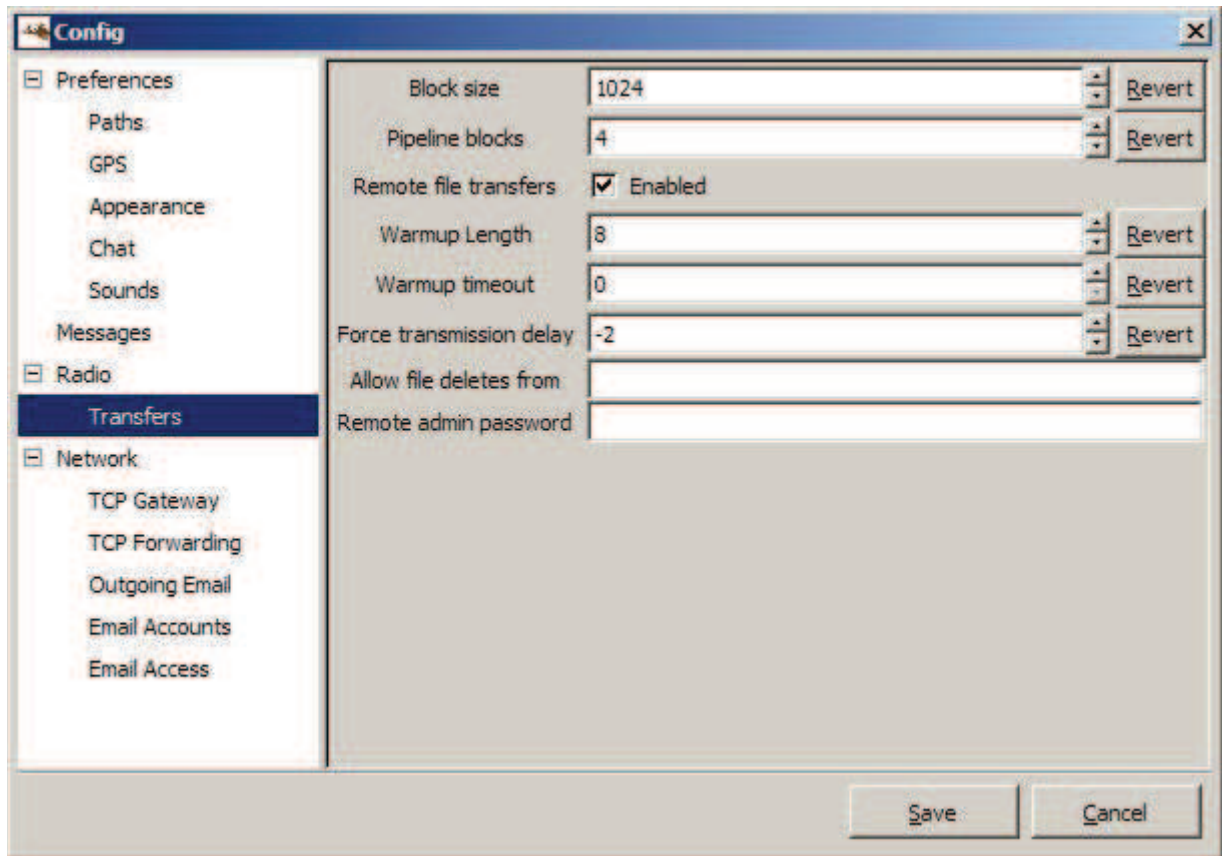 Config
Preferences
Paths
GPS
Appearance
Chat
Sounds
Messages
Radio
Transfers
Network
TCP Gateway
TCP Forwarding
Outgoing Email
Email Accounts
Email Access
Block size 1024 Revert
Pipeline blocks 4 Revert
Remote file transfers Enabled
Warmup Length 8 Revert
Warmup timeout 0 Revert
Force transmission delay -2 Revert
Allow file deletes from
Remote admin password
Save Cancel